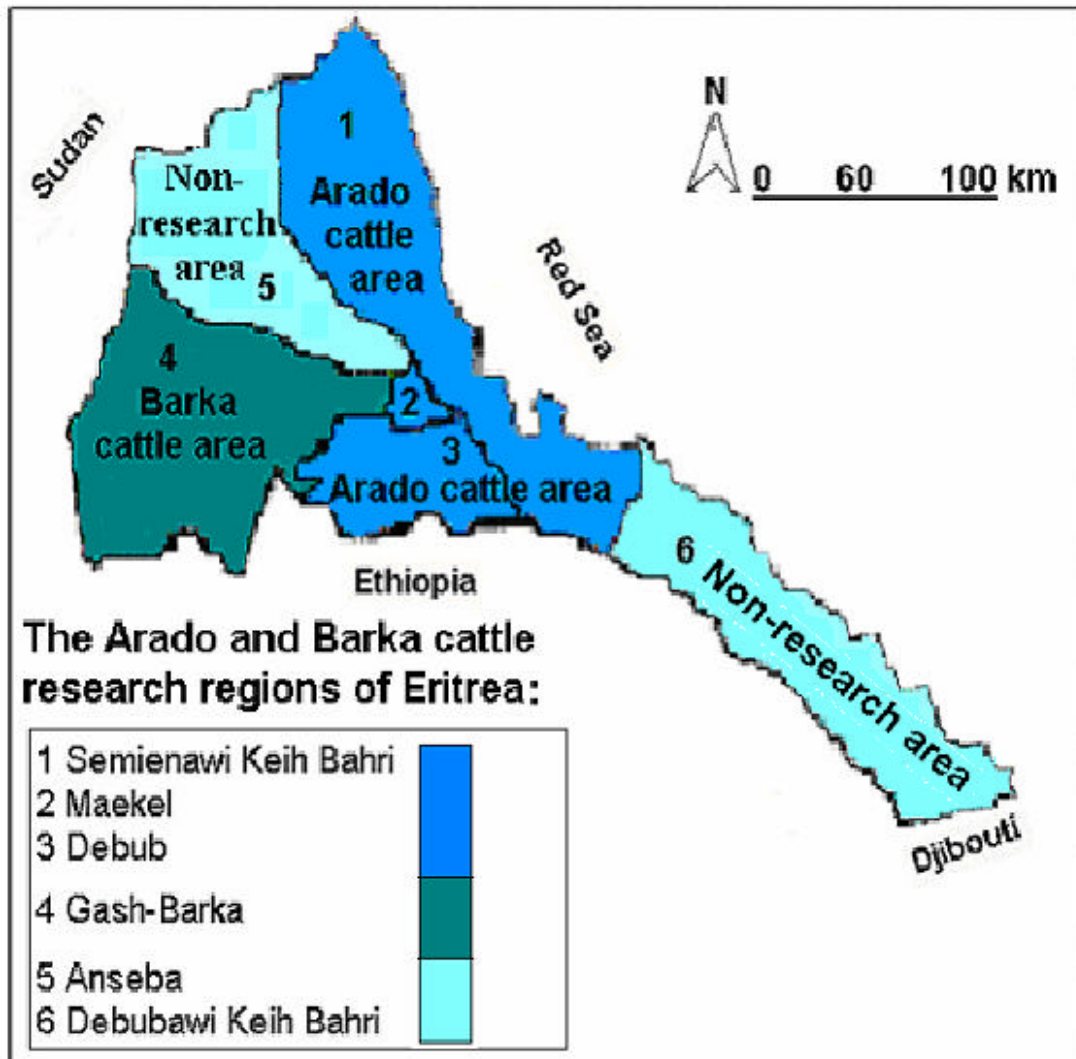 Sudan
1
Arado
cattle
area
N
0 60 100 km
Non-
research
area 5
Red Sea
4
Barka
cattle area
2
3
Arado cattle area
6 Non-research area
Ethiopia
Djibouti
The Arado and Barka cattle
research regions of Eritrea:
1 Semienawi Keih Bahri
2 Maekel
3 Debub
4 Gash-Barka
5 Anseba
6 Debubawi Keih Bahri